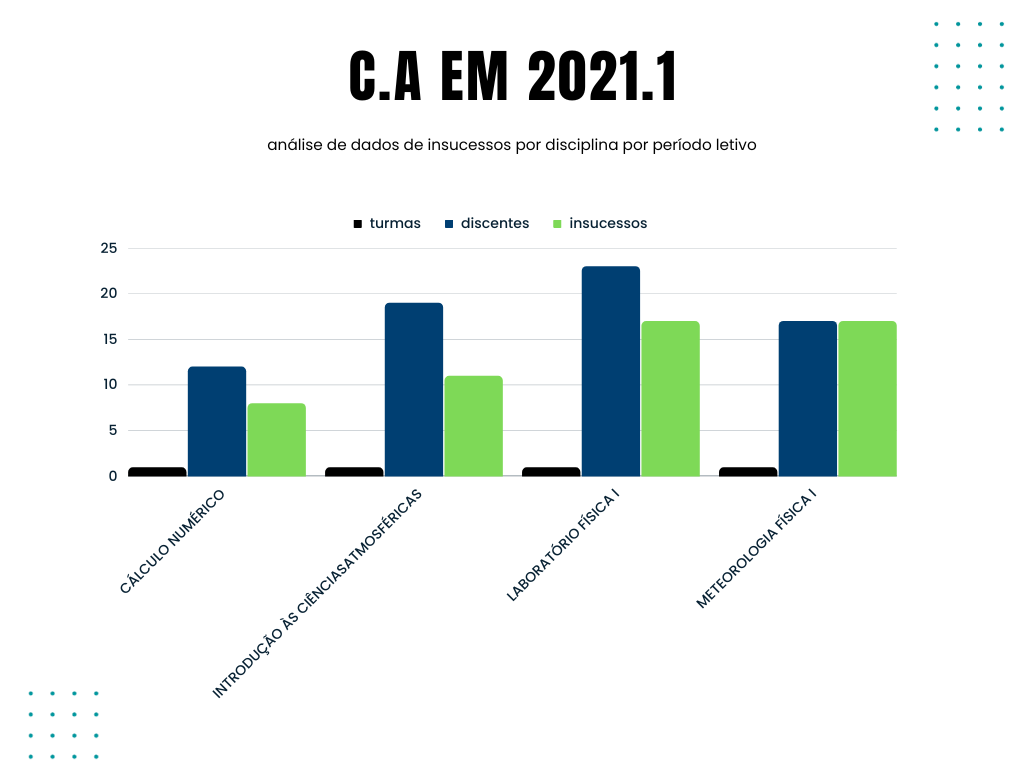 C.A EM 2021.1
análise de dados de insucessos por disciplina por período letivo
turmas discentes insucessos
25
20
15
10
5
0
CÁLCULO NUMÉRICO
INTRODUÇÃO ÀS CIÊNCIASATMOSFÉRICAS
LABORATÓRIO FÍSICA I
METEOROLOGIA FÍSICA I